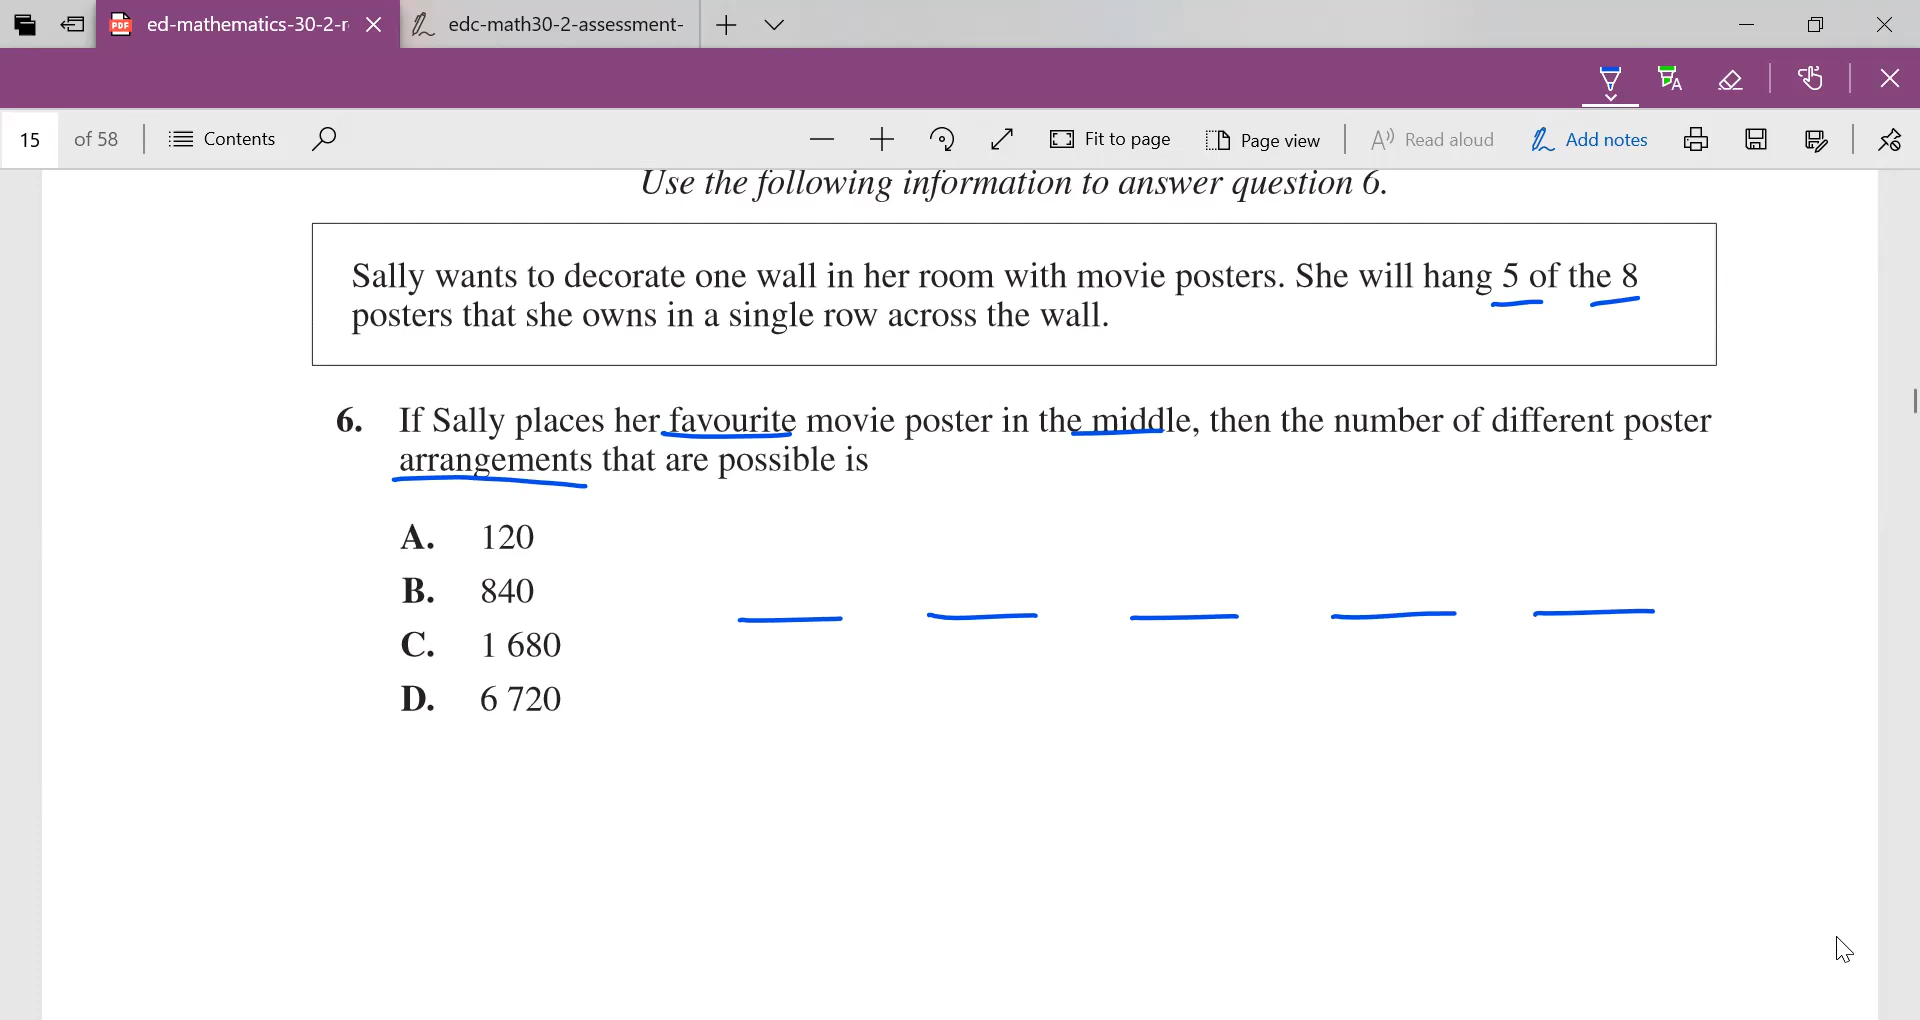 ed-mathematics-30-2-r
edc-math30-2-assessment-
15 of 58 Contents Fit to page Page view Read aloud Add notes
Use the following information to answer question 6.
Sally wants to decorate one wall in her room with movie posters. She will hang 5 of the 8
posters that she owns in a single row across the wall.
6. If Sally places her favourite movie poster in the middle, then the number of different poster
arrangements that are possible is
A. 120
B. 840
C. 1 680
D. 6 720